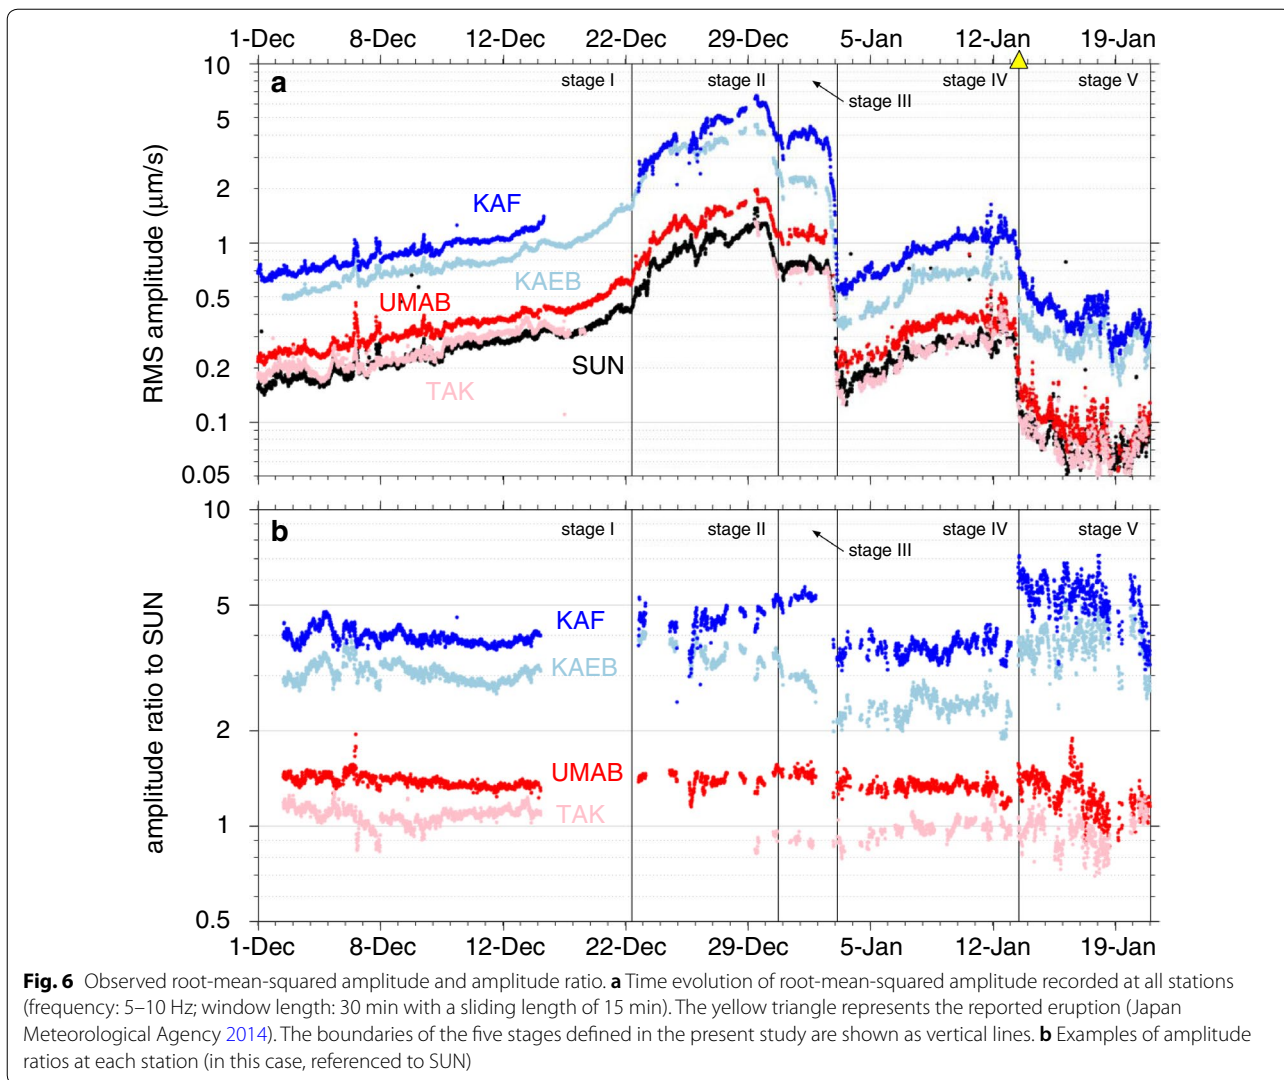 1-Dec 8-Dec 12-Dec 22-Dec 29-Dec 5-Jan 12-Jan 19-Jan
10
5
2
1
0.5
0.2
0.1
0.05
RMS amplitude (μm/s)
a
stage I
stage II
stage III
stage IV
stage V
KAF
KAEB
UMAB
SUN
TAK
10
5
2
1
0.5
amplitude ratio to SUN
b
stage I
stage II
stage III
stage IV
stage V
KAF
KAEB
UMAB
TAK
1-Dec 8-Dec 12-Dec 22-Dec 29-Dec 5-Jan 12-Jan 19-Jan
Fig. 6 Observed root-mean-squared amplitude and amplitude ratio. a Time evolution of root-mean-squared amplitude recorded at all stations
(frequency: 5–10 Hz; window length: 30 min with a sliding length of 15 min). The yellow triangle represents the reported eruption (Japan
Meteorological Agency 2014). The boundaries of the five stages defined in the present study are shown as vertical lines. b Examples of amplitude
ratios at each station (in this case, referenced to SUN)